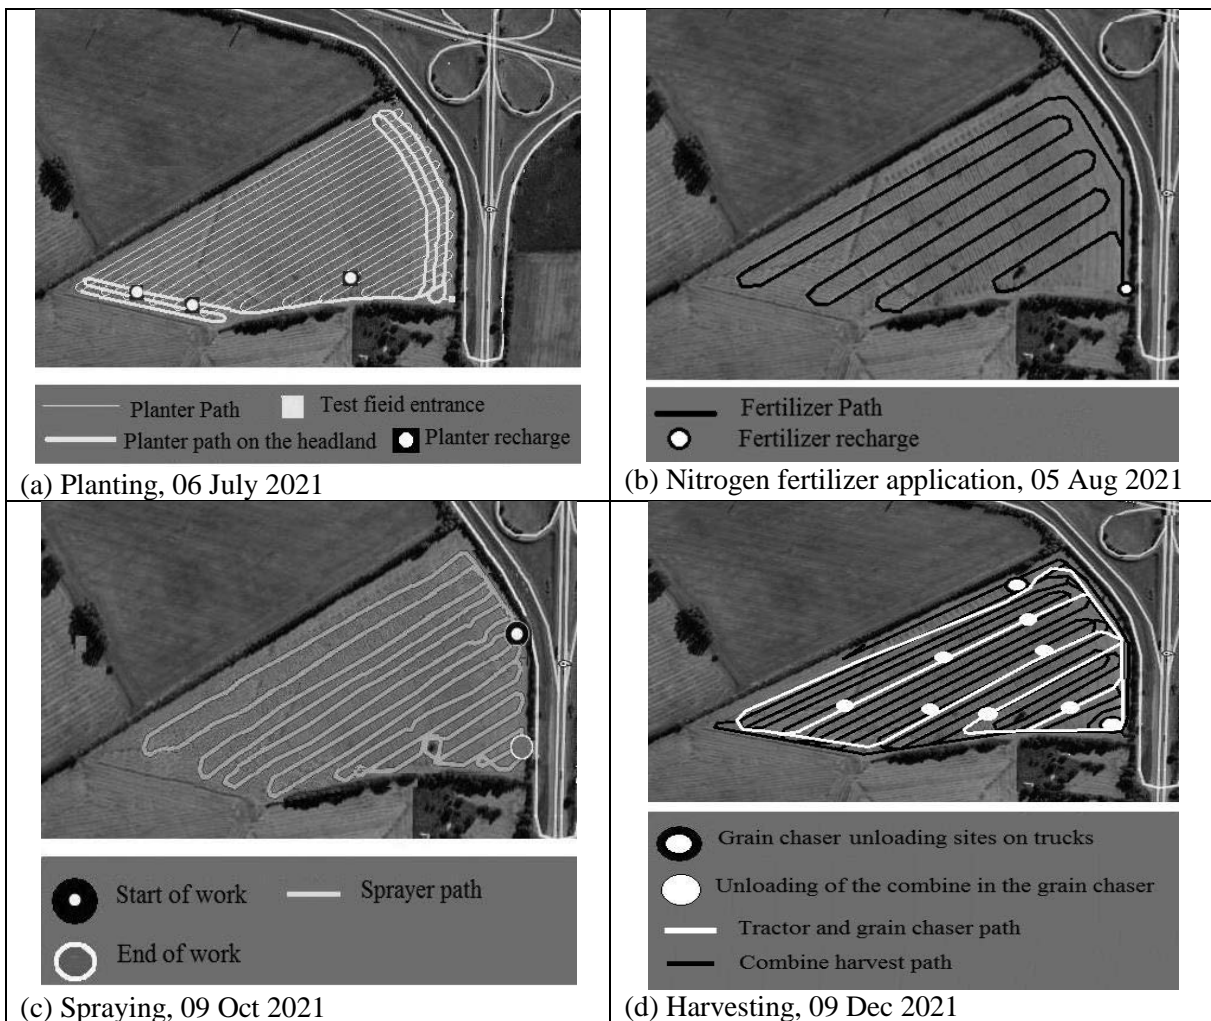 Planter Path
Test fieid entrance
Planter path on the headland
Planter recharge
(a) Planting, 06 July 2021
Fertilizer Path
Fertilizer recharge
(b) Nitrogen fertilizer application, 05 Aug 2021
Start of work
Sprayer path
End of work
(c) Spraying, 09 Oct 2021
Grain chaser unloading sites on trucks
Unloading of the combine in the grain chaser
Tractor and grain chaser path
Combine harvest path
(d) Harvesting, 09 Dec 2021